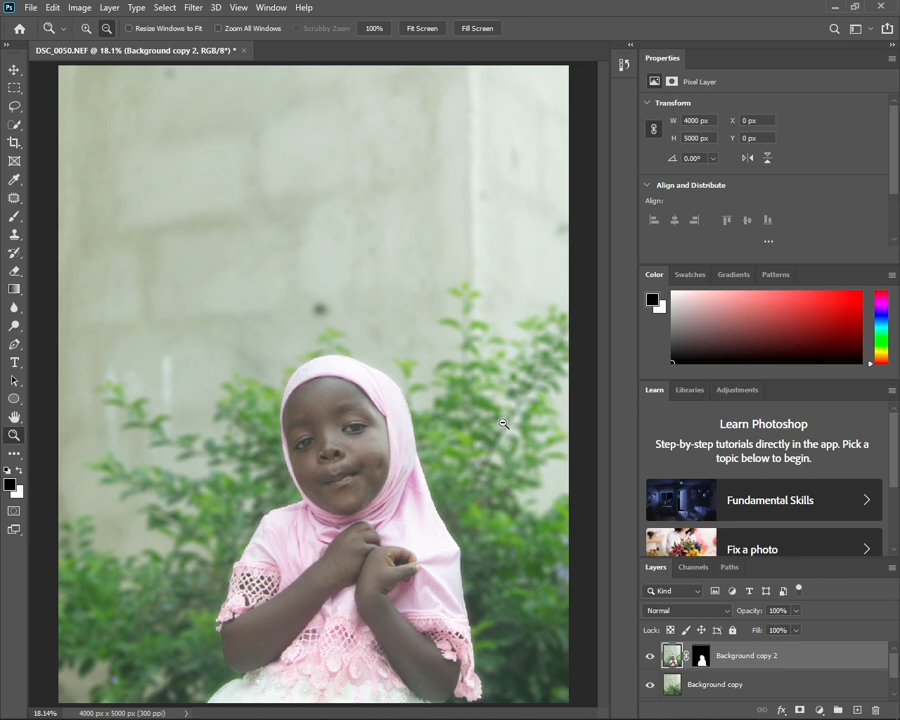 Ps File Edit Image Layer Type Select Filter 3D View Window Help
Resize Windows to Fit Zoom All Windows Scrubby Zoom 100% Fit Screen Fill Screen
DSC_0050.NEF @ 18.1% (Background copy 2, RGB/8*) * ×
Properties
Pixel Layer
Transform
W 4000 px X 0 px
H 5000 px Y 0 px
0.00°
Align and Distribute
Align:
Color Swatches Gradients Patterns
Learn Libraries Adjustments
Learn Photoshop
Step-by-step tutorials directly in the app. Pick a
topic below to begin.
Fundamental Skills
Fix a photo
Layers Channels Paths
Kind
Normal Opacity: 100%
Lock: Fill: 100%
Background copy 2
Background copy
18.14% 4000 px x 5000 px (300 ppi)